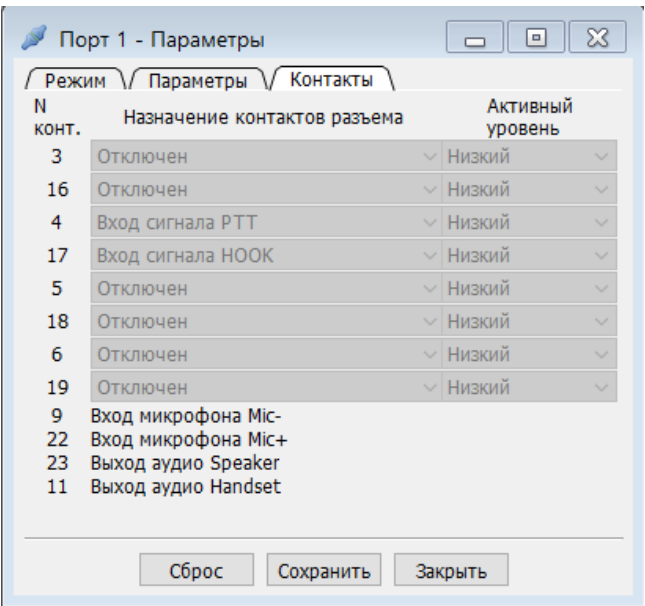 Порт 1 - Параметры
Режим Параметры Контакты
N конт. Назначение контактов разъема Активный уровень
3 Отключен Низкий
16 Отключен Низкий
4 Вход сигнала PTT Низкий
17 Вход сигнала HOOK Низкий
5 Отключен Низкий
18 Отключен Низкий
6 Отключен Низкий
19 Отключен Низкий
9 Вход микрофона Mic-
22 Вход микрофона Mic+
23 Выход аудио Speaker
11 Выход аудио Handset
Сброс Сохранить Закрыть